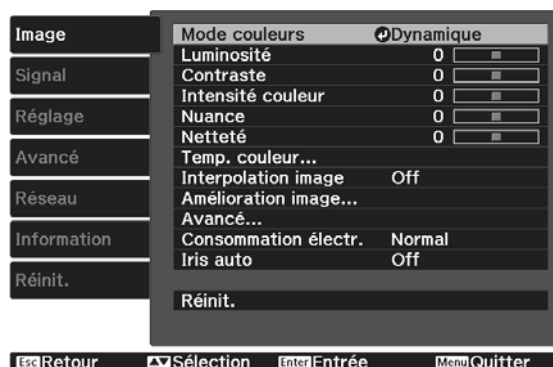 Image
Signal
Réglage
Avancé
Réseau
Information
Réinit.
Mode couleurs Dynamique
Luminosité 0
Contraste 0
Intensité couleur 0
Nuance 0
Netteté 0
Temp. couleur...
Interpolation image Off
Amélioration image...
Avancé...
Consommation électr. Normal
Iris auto Off
Réinit.
Esc Retour Sélection Enter Entrée Menu Quitter